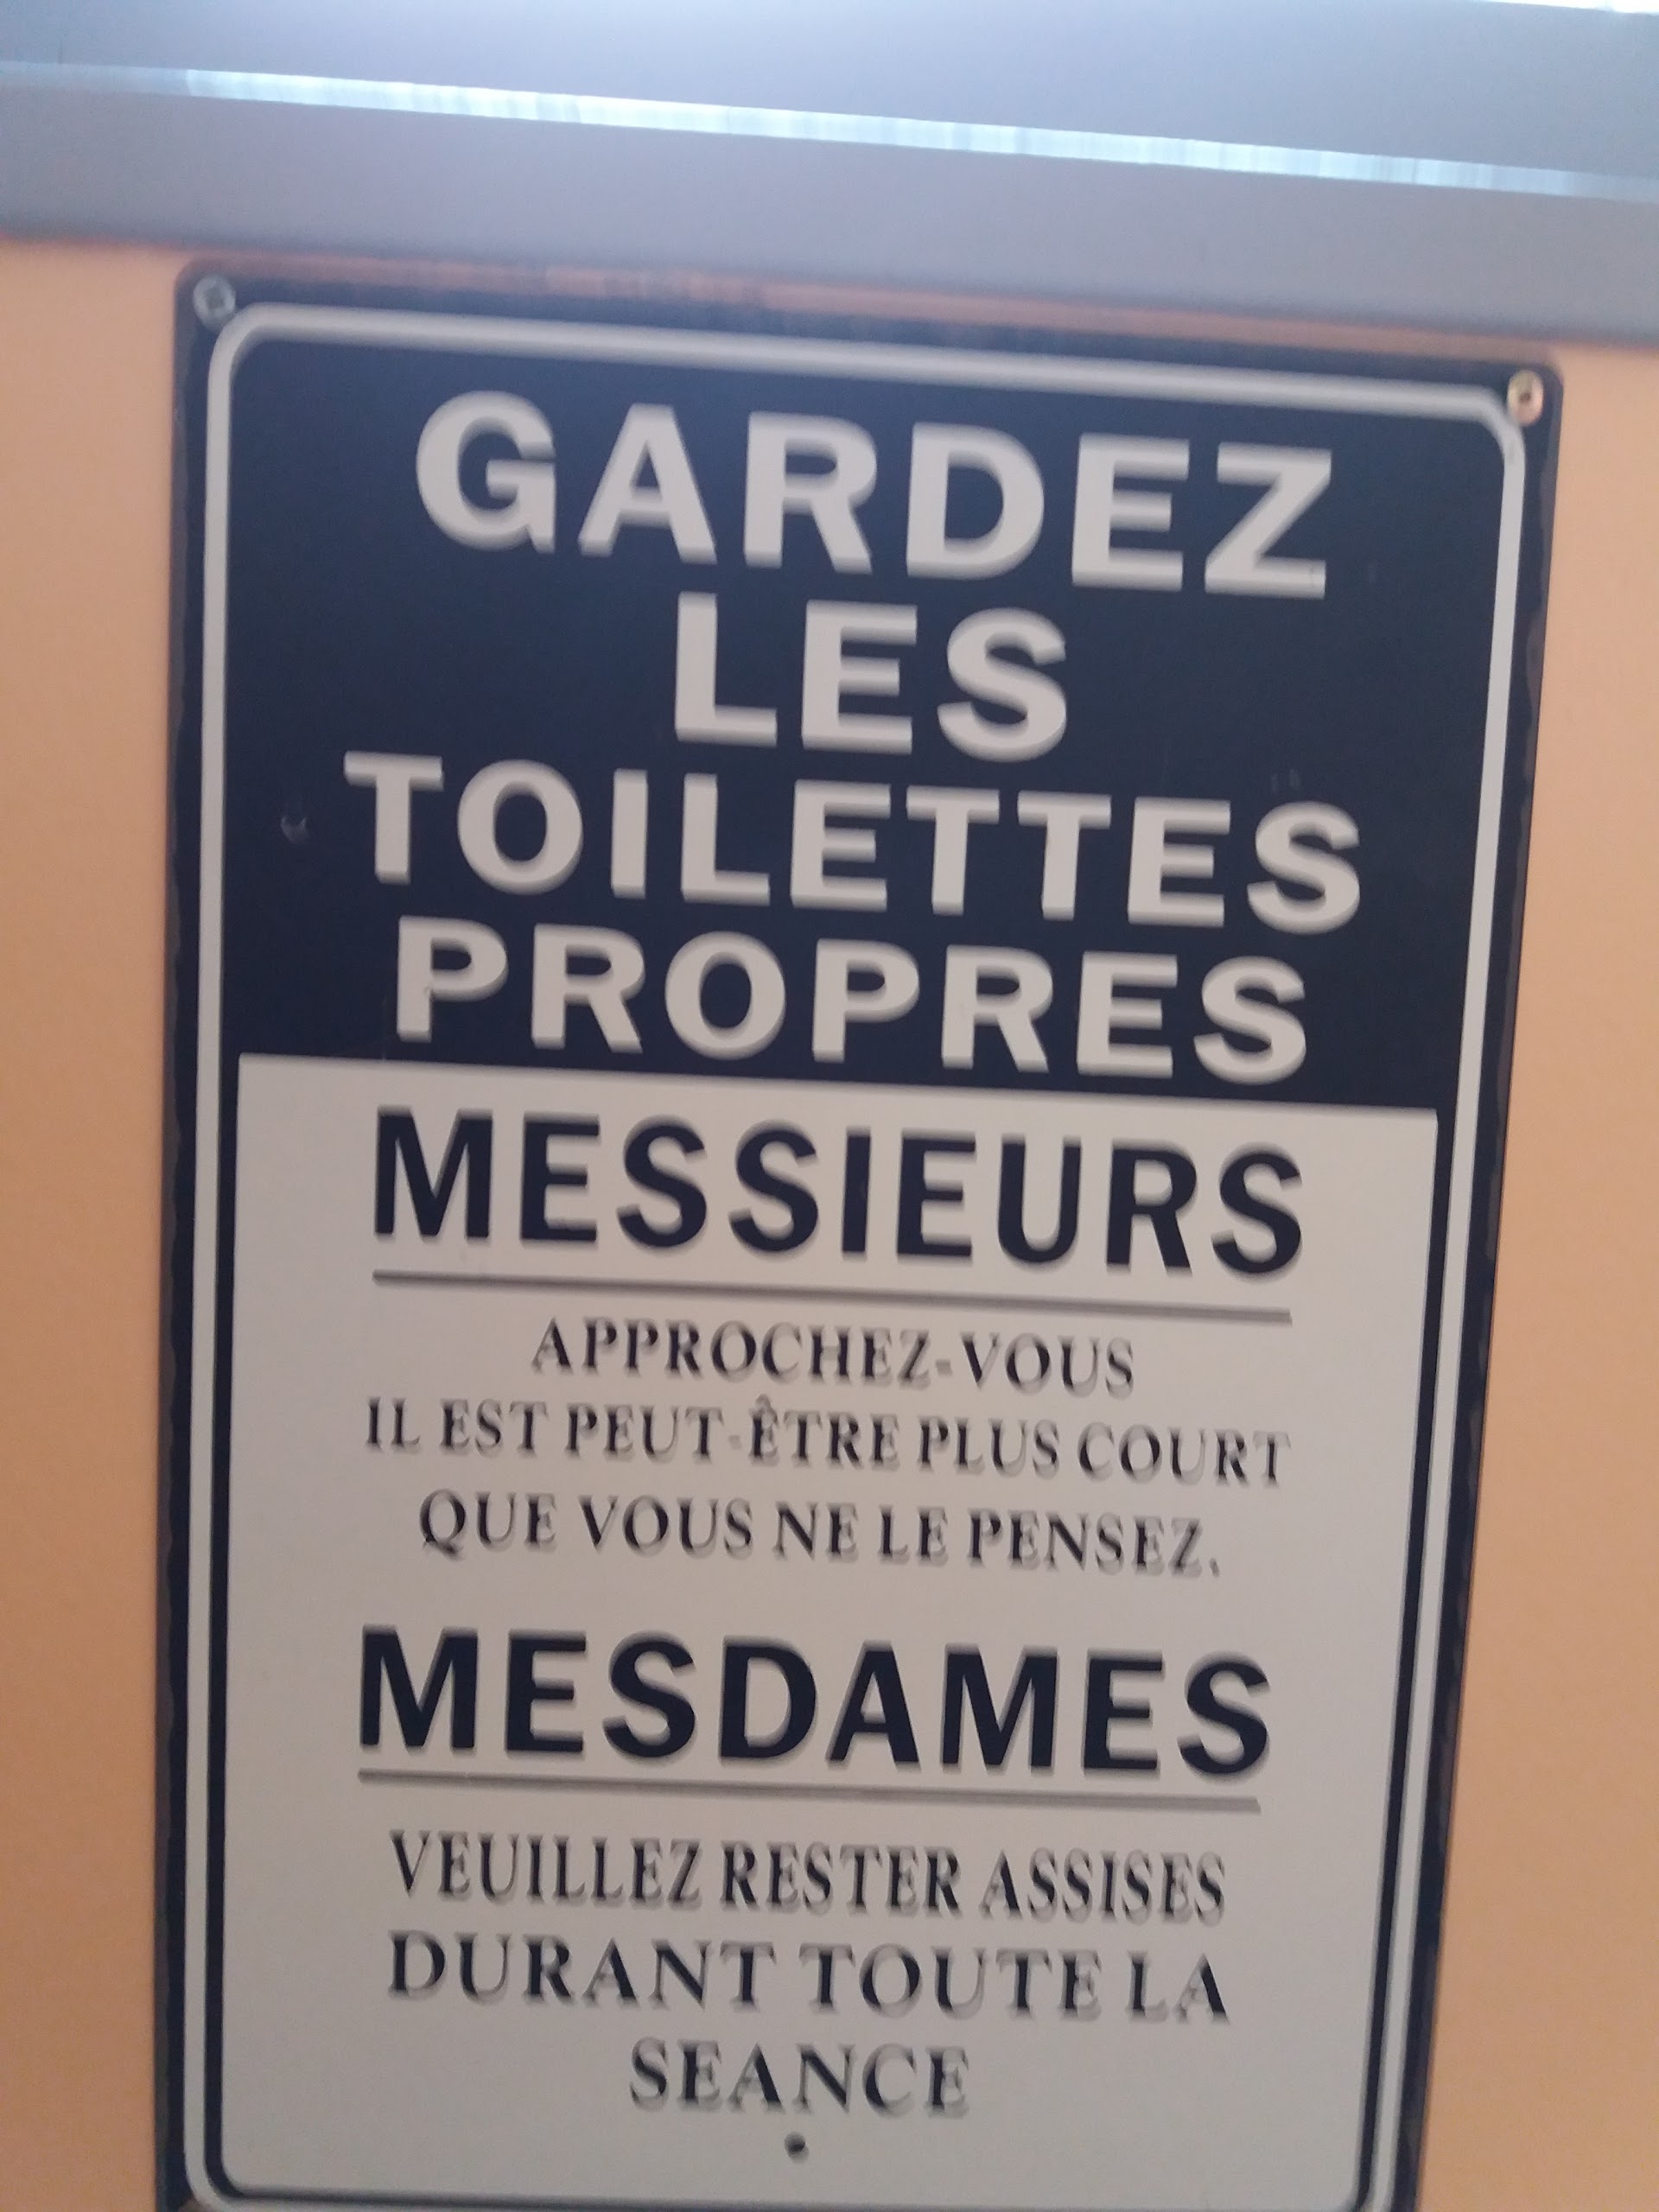 GARDEZ
LES
TOILETTES
PROPRES
MESSIEURS
APPROCHEZ-VOUS
IL EST PEUT-ÊTRE PLUS COURT
QUE VOUS NE LE PENSEZ.
MESDAMES
VEUILLEZ RESTER ASSISES
DURANT TOUTE LA
SEANCE